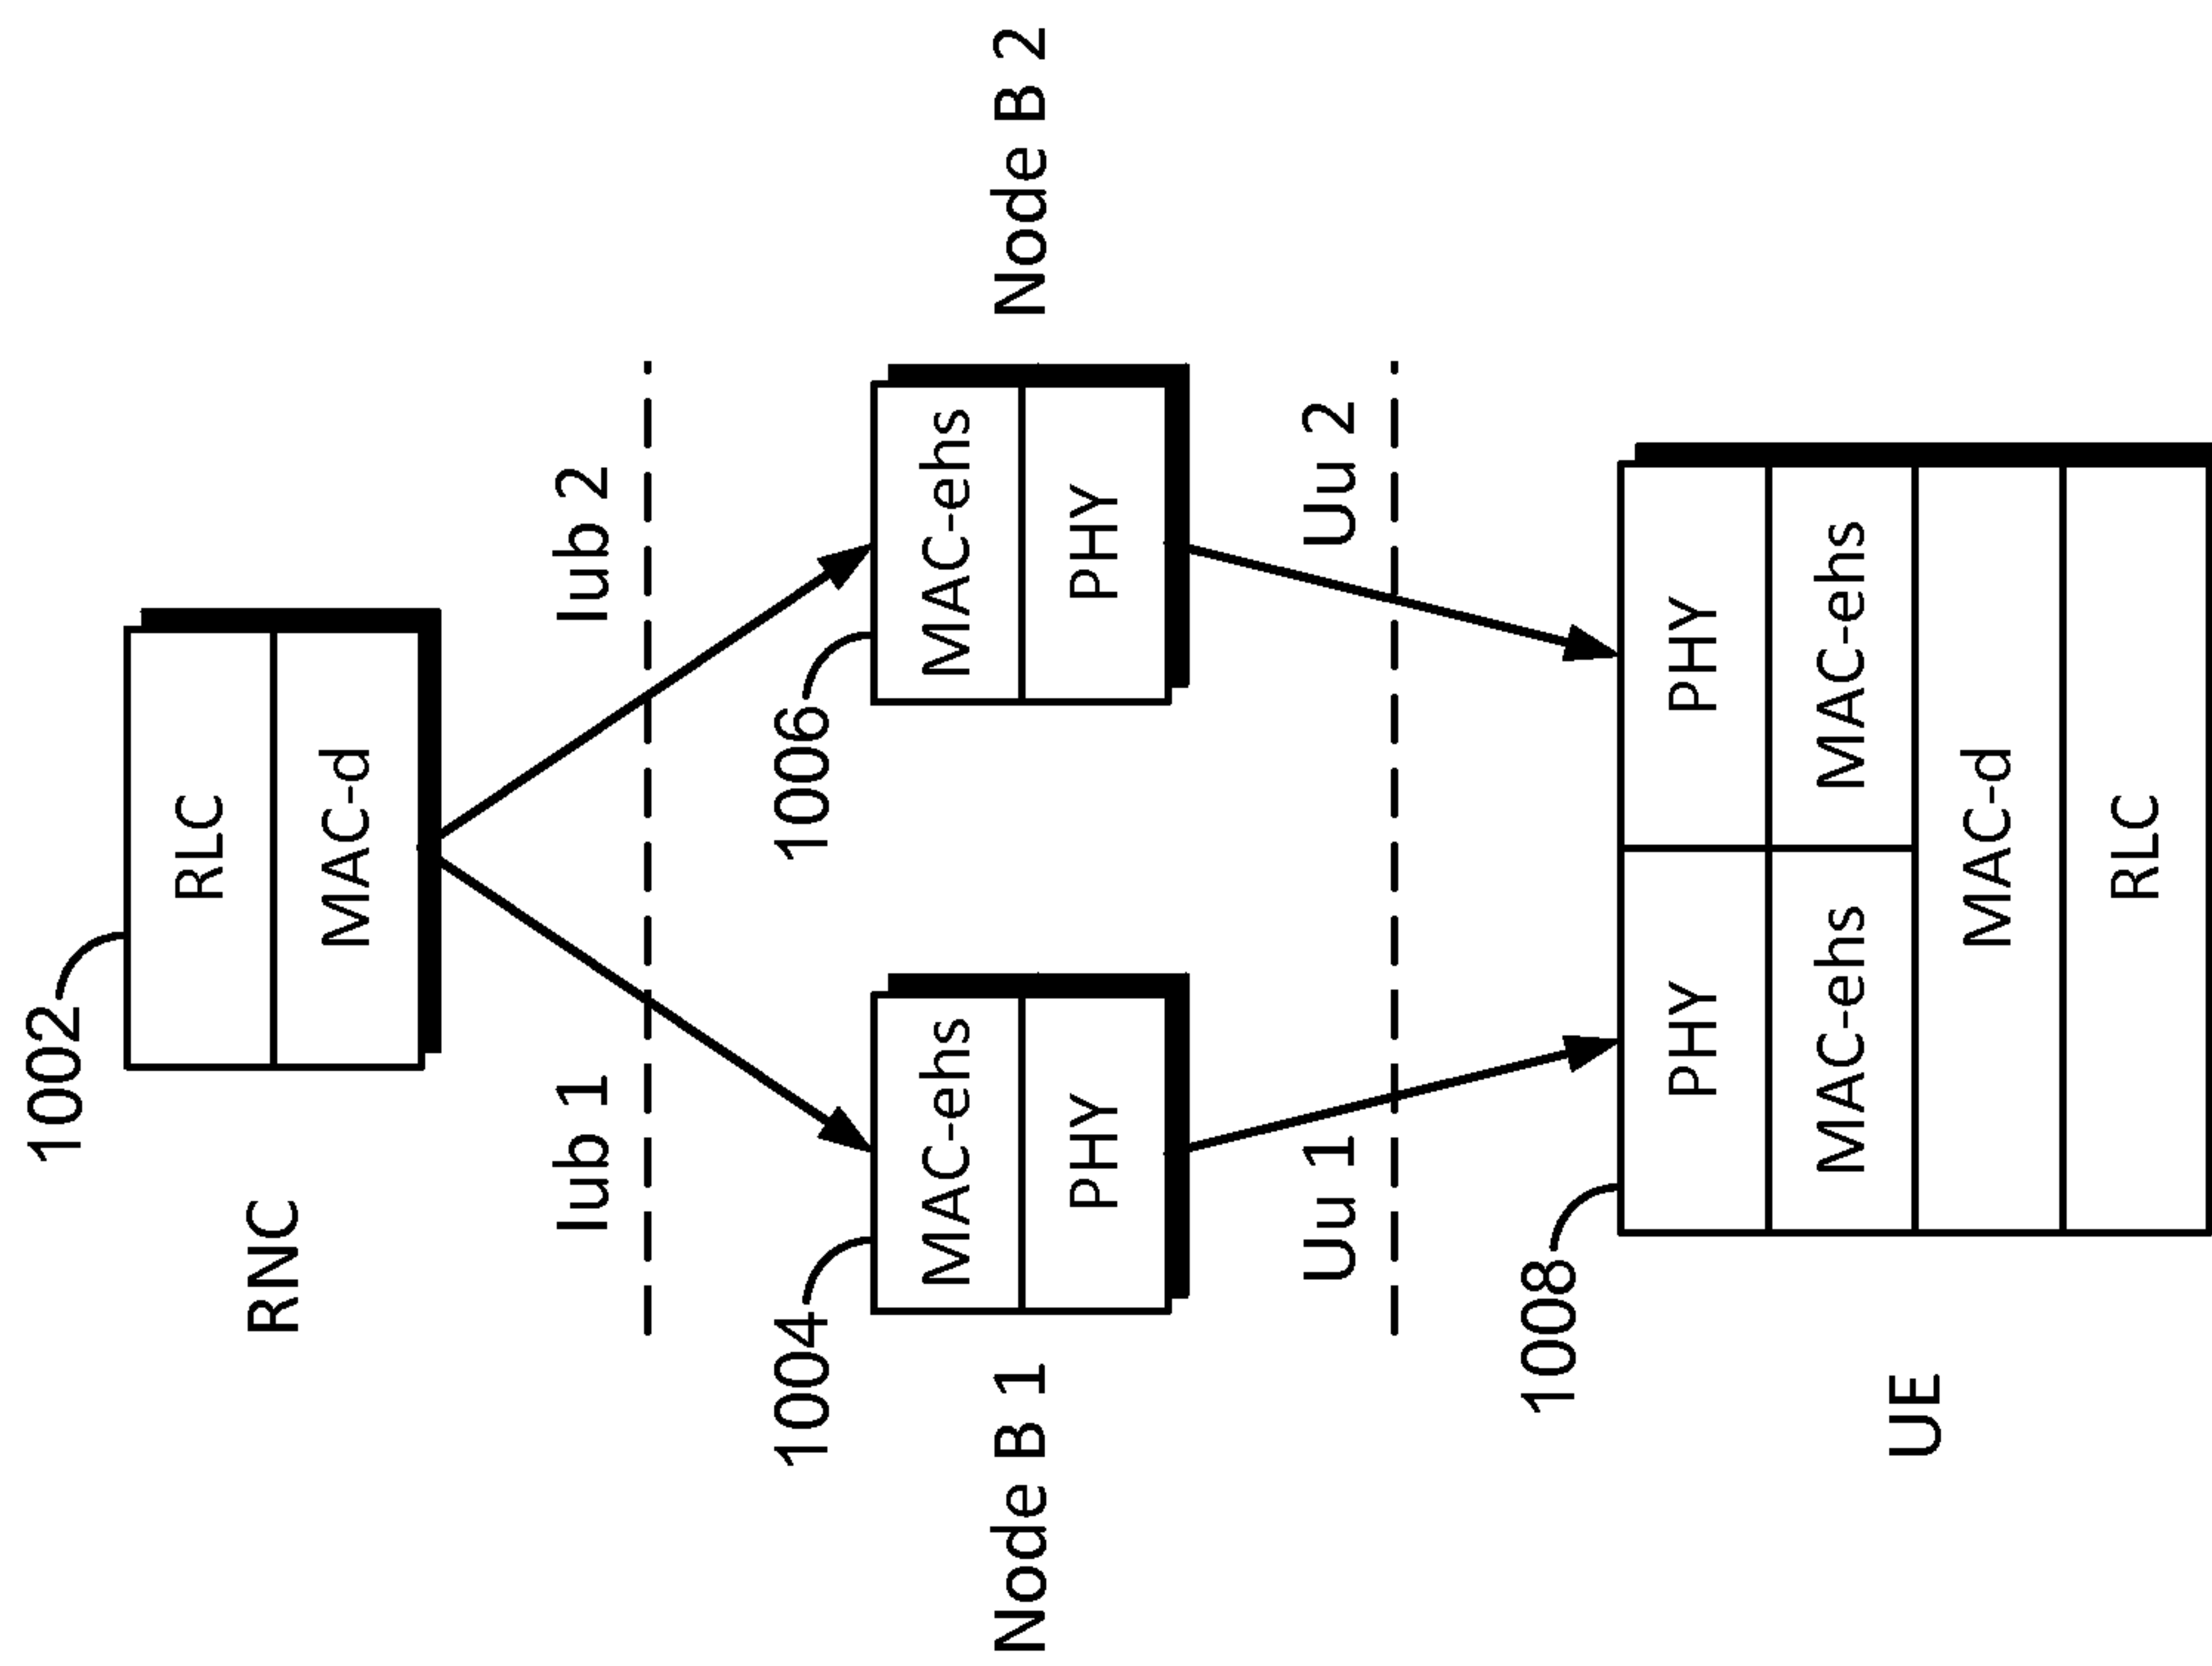 1002
RNC
RLC
MAC-d
Iub 1
Iub 2
1004
1006
Node B 1
MAC-ehs
PHY
MAC-ehs
PHY
Node B 2
Uu 1
Uu 2
1008
UE
PHY
PHY
MAC-ehs
MAC-ehs
MAC-d
RLC